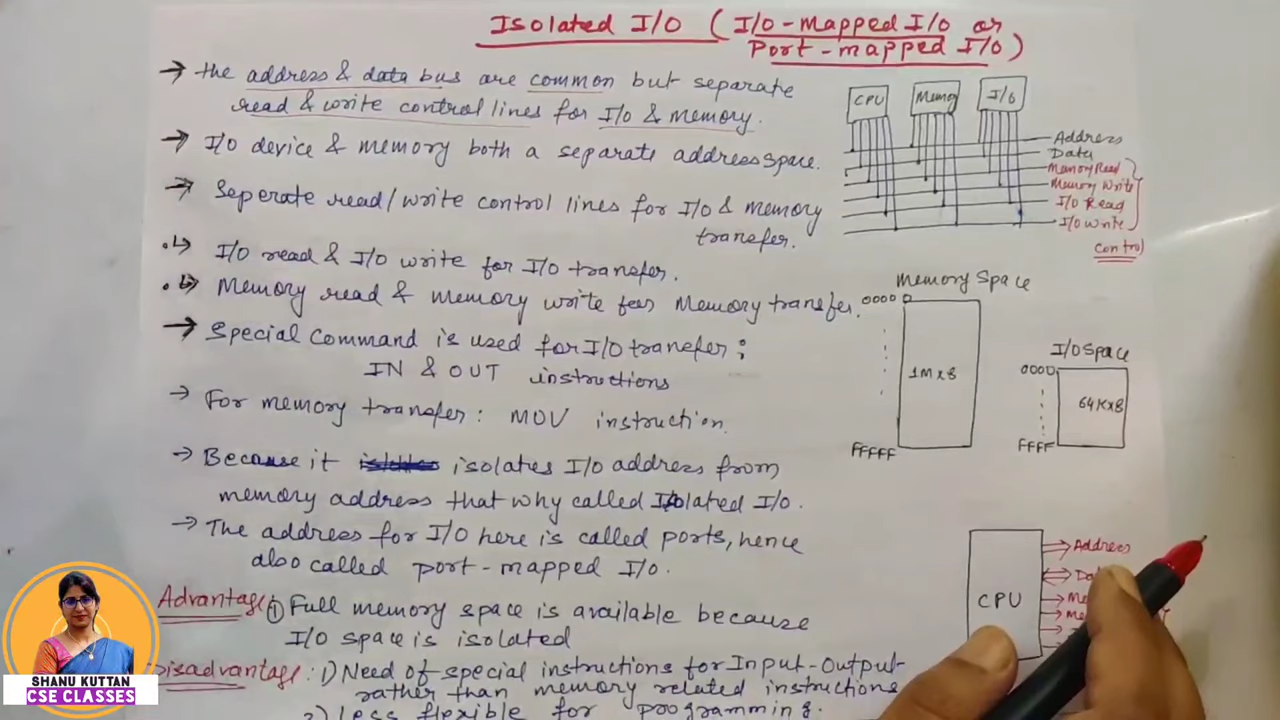 Isolated I/O (I/O-Mapped I/O or
Port-mapped I/O)
→ the address & data bus are common but separate
read & write control lines for I/O & memory.
→ I/O device & memory both a separate address space.
→ Seperate read/write control lines for I/O & memory
transfer.
I/O read & I/O write for I/O transfer.
Memory read & memory write for Memory transfer.
→ Special Command is used for I/O transfer:
IN & OUT instructions
→ For memory transfer: MOV instruction.
→ Because it isolates I/O address from
memory address that why called Isolated I/O.
→ The address for I/O here is called ports, hence
also called port-mapped I/O.
Advantage: ① Full memory space is available because
I/O space is isolated
Disadvantage: 1) Need of special instructions for Input-Output
rather than memory related instructions
2) Less flexible for programming.
CPU
Memory
I/O
Address
Data
Memory Read
Memory Write
I/O Read
I/O Write
Control
Memory Space
0000 0
1M x 8
FFFFF
I/O Space
0000
64K x 8
FFFF
CPU
Address
SHANU KUTTAN
CSE CLASSES